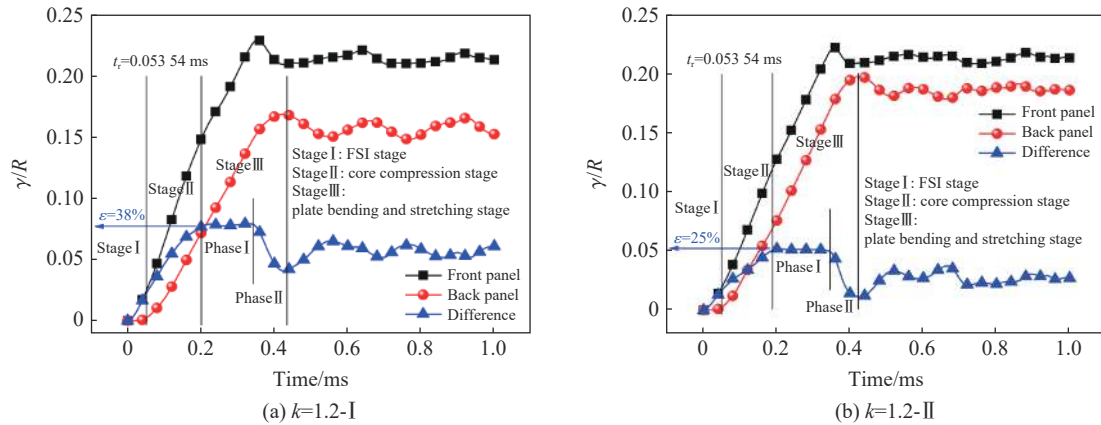 0.25
0.20
0.15
0.10
0.05
0
γ/R
tr=0.053 54 ms
StageⅠ
StageⅡ
StageⅢ
ε=38%
PhaseⅠ
PhaseⅡ
StageⅠ: FSI stage
StageⅡ: core compression stage
StageⅢ:
plate bending and stretching stage
Front panel
Back panel
Difference
0 0.2 0.4 0.6 0.8 1.0
Time/ms
(a) k=1.2-Ⅰ
0.25
0.20
0.15
0.10
0.05
0
γ/R
tr=0.053 54 ms
StageⅠ
StageⅡ
StageⅢ
ε=25%
PhaseⅠ
PhaseⅡ
Front panel
Back panel
Difference
StageⅠ: FSI stage
StageⅡ: core compression stage
StageⅢ:
plate bending and stretching stage
0 0.2 0.4 0.6 0.8 1.0
Time/ms
(b) k=1.2-Ⅱ